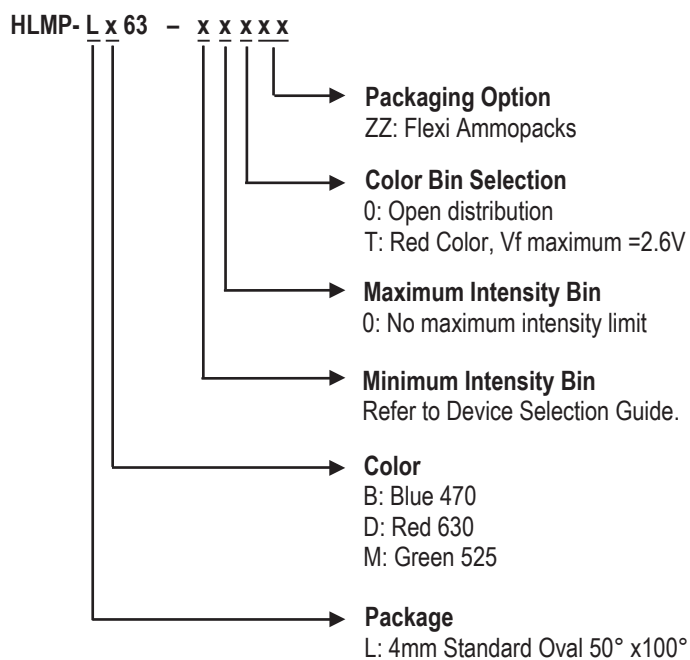 HLMP- L x 63 – x x x x x
Packaging Option
ZZ: Flexi Ammopacks
Color Bin Selection
0: Open distribution
T: Red Color, Vf maximum =2.6V
Maximum Intensity Bin
0: No maximum intensity limit
Minimum Intensity Bin
Refer to Device Selection Guide.
Color
B: Blue 470
D: Red 630
M: Green 525
Package
L: 4mm Standard Oval 50° x100°